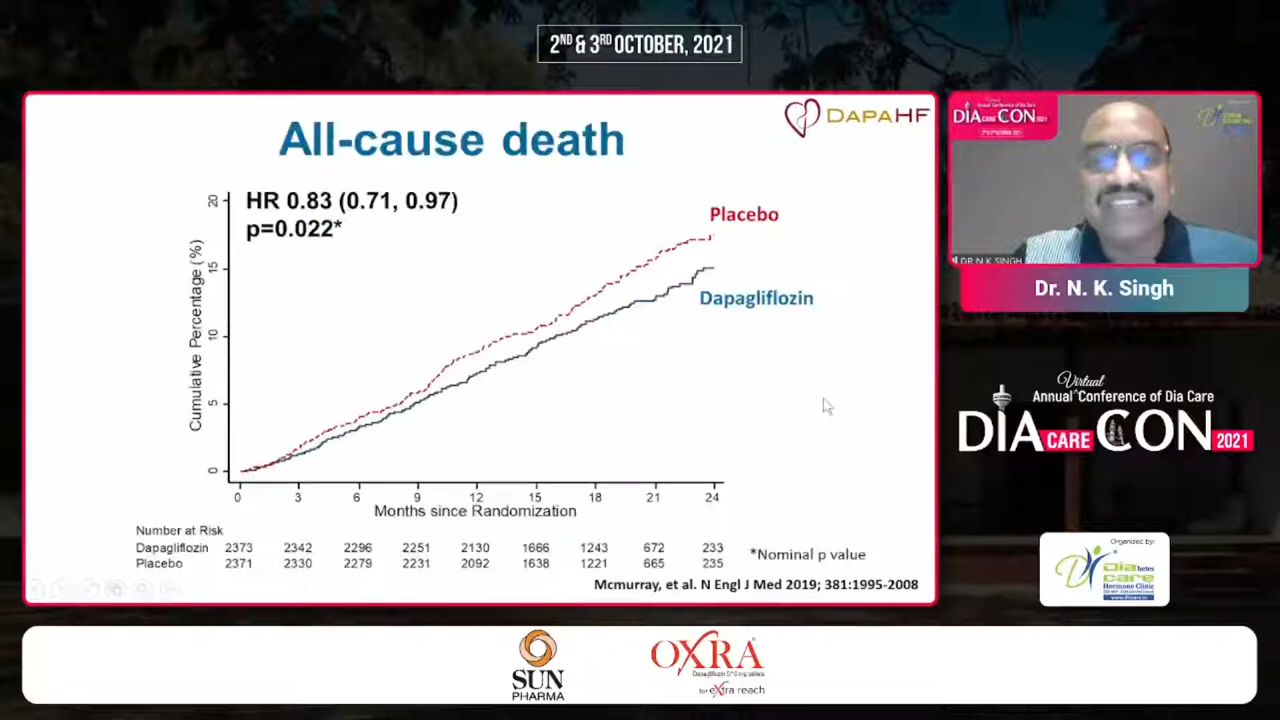 2ND & 3RD OCTOBER, 2021
DAPAHF
All-cause death
HR 0.83 (0.71, 0.97)
p=0.022*
Placebo
Dapagliflozin
Cumulative Percentage (%)
20
15
10
5
0
0 3 6 9 12 15 18 21 24
Months since Randomization
Number at Risk
Dapagliflozin 2373 2342 2296 2251 2130 1666 1243 672 233
Placebo 2371 2330 2279 2231 2092 1638 1221 665 235
*Nominal p value
Mcmurray, et al. N Engl J Med 2019; 381:1995-2008
DIA CARE CON 2021
DR N K SINGH
Dr. N. K. Singh
Virtual
Annual Conference of Dia Care
DIA CARE CON 2021
Organized by:
Diabetes
care
Hormone Clinic
SUN
PHARMA
OXRA
Dapagliflozin 5/10 mg tablets
for eXtra reach